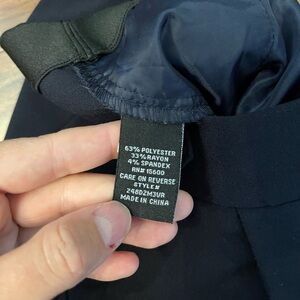 63% POLYESTER
33% RAYON
4% SPANDEX
RN# 15600
CARE ON REVERSE
STYLE#
24802M3UR
MADE IN CHINA